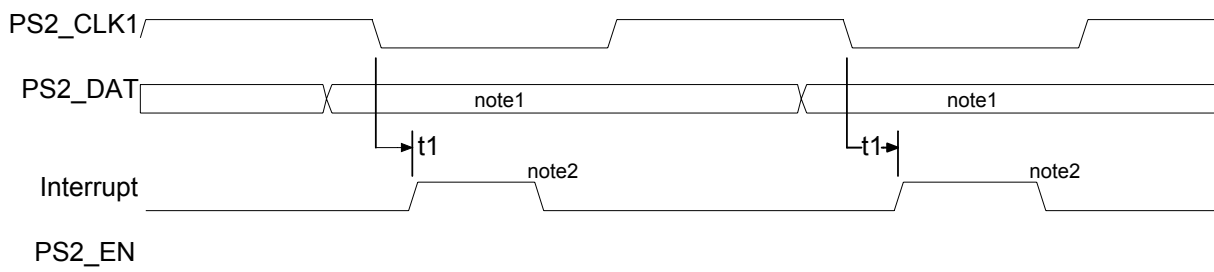 PS2_CLK1
PS2_DAT
note1
note1
t1
t1
Interrupt
note2
note2
PS2_EN